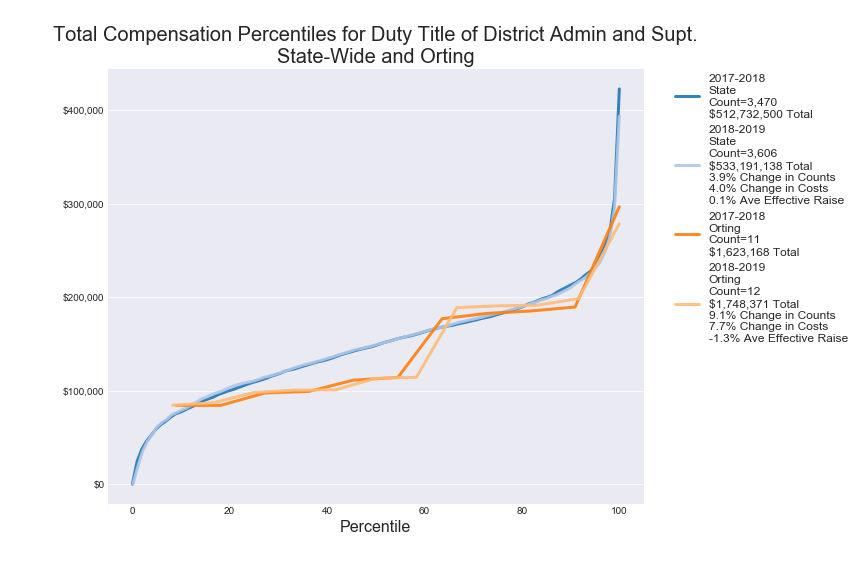 Total Compensation Percentiles for Duty Title of District Admin and Supt.
State-Wide and Orting
$400,000
$300,000
$200,000
$100,000
$0
0
20
40
60
80
100
Percentile
2017-2018
State
Count=3,470
$512,732,500 Total
2018-2019
State
Count=3,606
$533,191,138 Total
3.9% Change in Counts
4.0% Change in Costs
0.1% Ave Effective Raise
2017-2018
Orting
Count=11
$1,623,168 Total
2018-2019
Orting
Count=12
$1,748,371 Total
9.1% Change in Counts
7.7% Change in Costs
-1.3% Ave Effective Raise